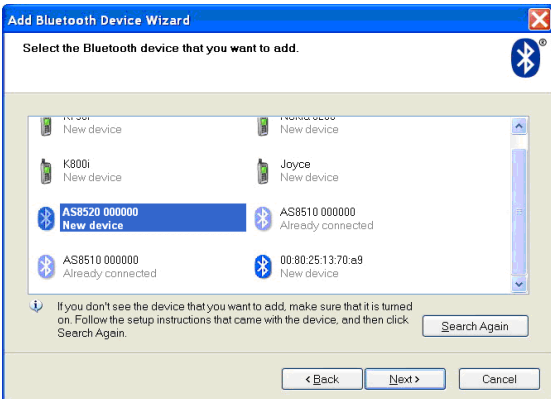 Add Bluetooth Device Wizard
Select the Bluetooth device that you want to add.
®
New device
New device
K800i
New device
Joyce
New device
AS8520 000000
New device
AS8510 000000
Already connected
AS8510 000000
Already connected
00:80:25:13:70:a9
New device
If you don't see the device that you want to add, make sure that it is turned
on. Follow the setup instructions that came with the device, and then click
Search Again.
Search Again
< Back
Next >
Cancel